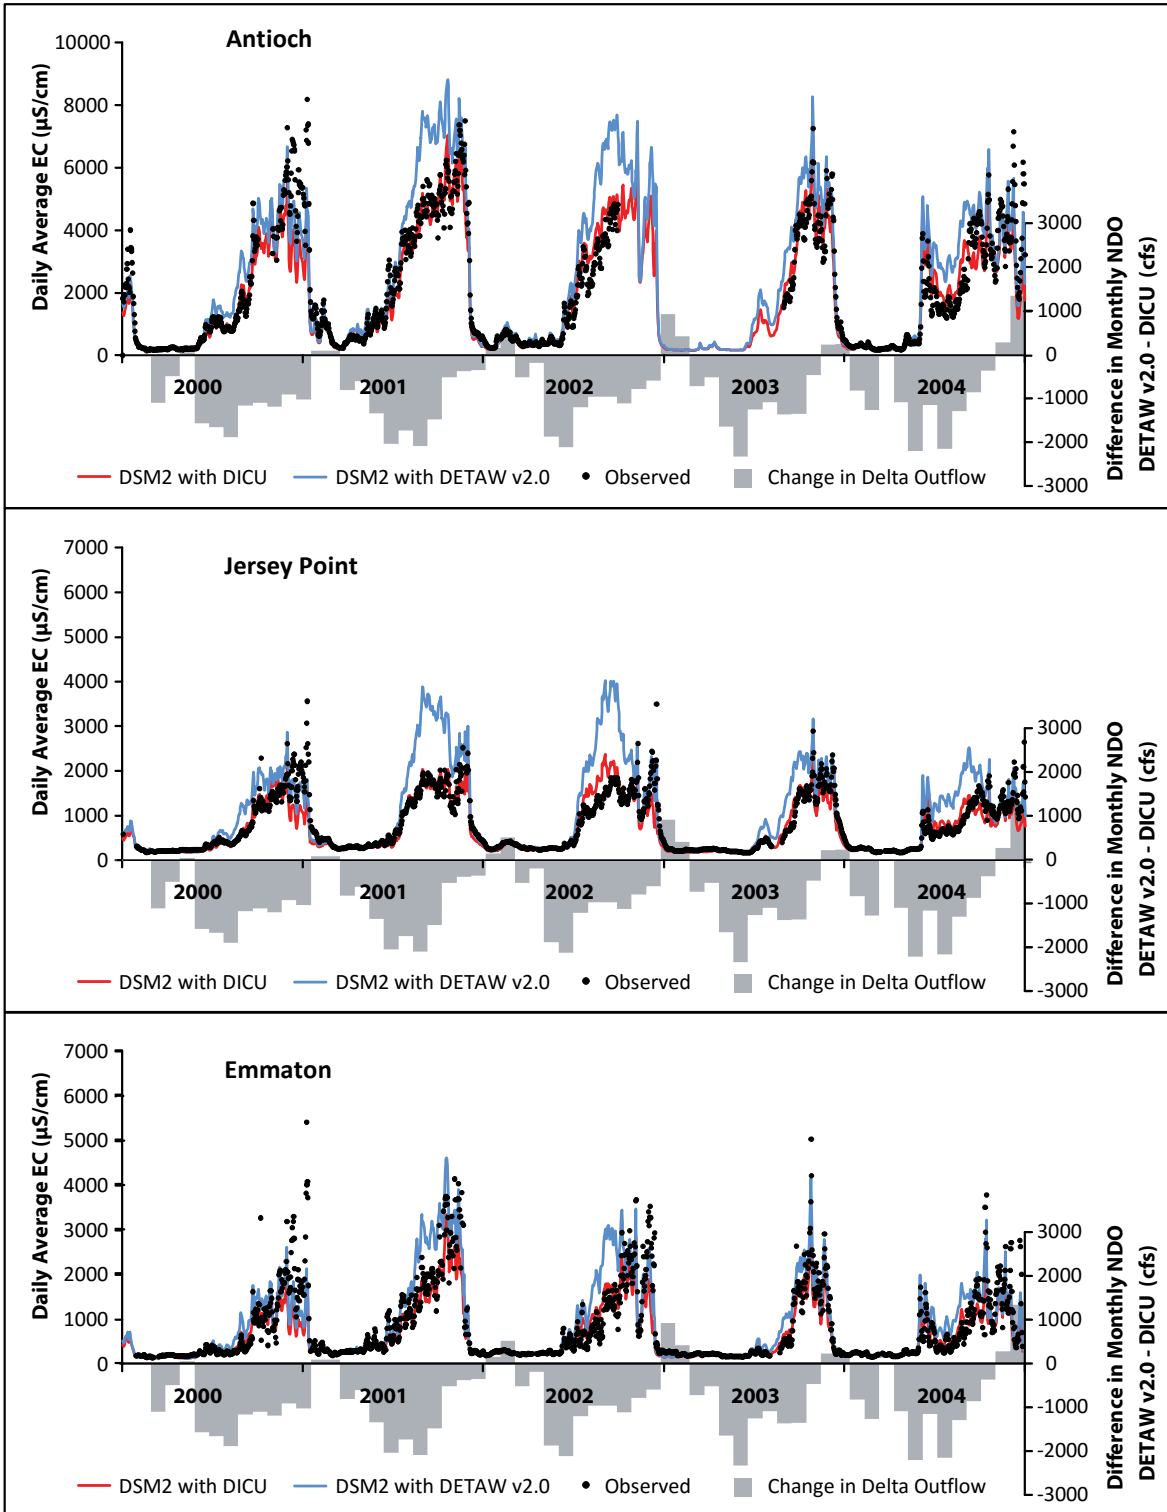 Antioch
Daily Average EC (µS/cm)
10000
8000
6000
4000
2000
0
3000
2000
1000
0
-1000
-2000
-3000
Difference in Monthly NDO
DETAW v2.0 - DICU (cfs)
2000 2001 2002 2003 2004
DSM2 with DICU DSM2 with DETAW v2.0 Observed Change in Delta Outflow
Jersey Point
Daily Average EC (µS/cm)
7000
6000
5000
4000
3000
2000
1000
0
3000
2000
1000
0
-1000
-2000
-3000
Difference in Monthly NDO
DETAW v2.0 - DICU (cfs)
2000 2001 2002 2003 2004
DSM2 with DICU DSM2 with DETAW v2.0 Observed Change in Delta Outflow
Emmaton
Daily Average EC (µS/cm)
7000
6000
5000
4000
3000
2000
1000
0
3000
2000
1000
0
-1000
-2000
-3000
Difference in Monthly NDO
DETAW v2.0 - DICU (cfs)
2000 2001 2002 2003 2004
DSM2 with DICU DSM2 with DETAW v2.0 Observed Change in Delta Outflow